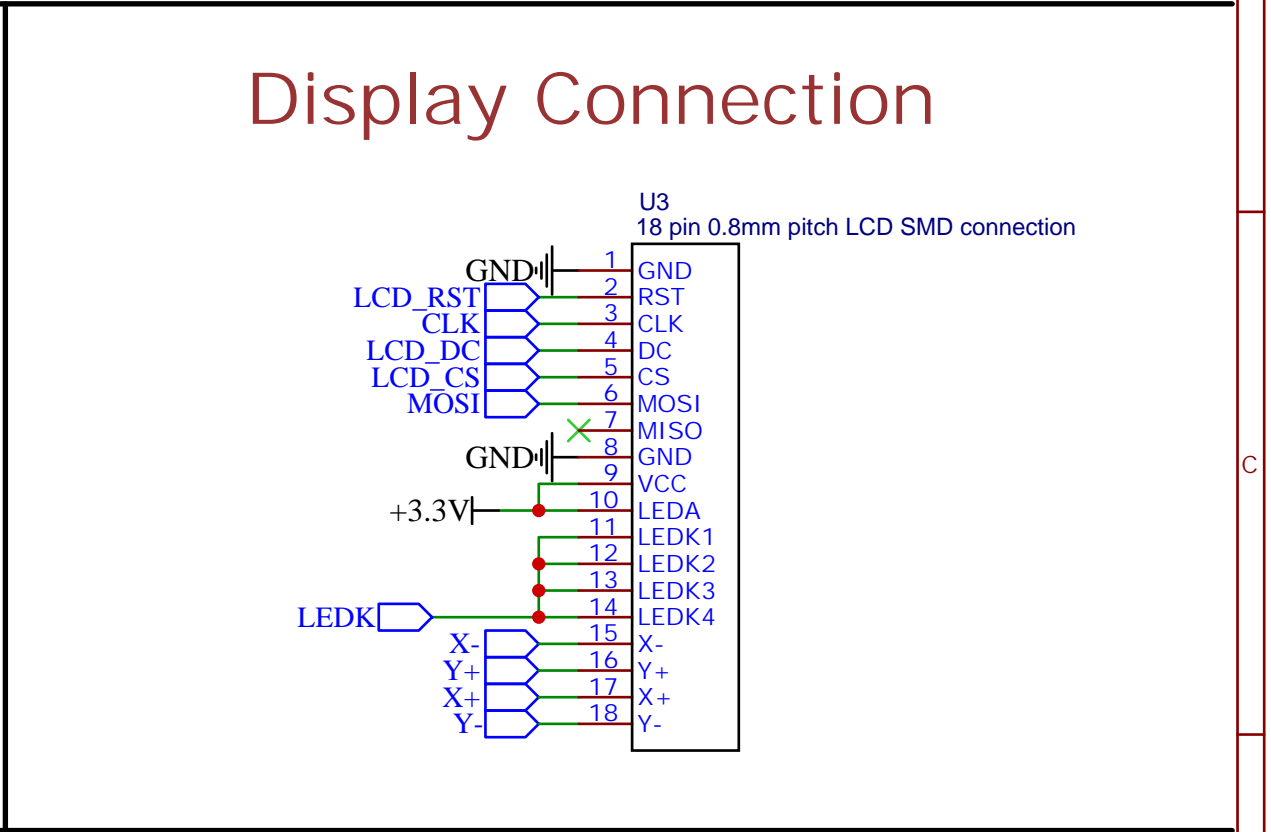 Display Connection
U3
18 pin 0.8mm pitch LCD SMD connection
GND 1 GND
LCD_RST 2 RST
CLK 3 CLK
LCD_DC 4 DC
LCD_CS 5 CS
MOSI 6 MOSI
7 MISO
GND 8 GND
9 VCC
+3.3V 10 LEDA
11 LEDK1
12 LEDK2
13 LEDK3
LEDK 14 LEDK4
X- 15 X-
Y+ 16 Y+
X+ 17 X+
Y- 18 Y-
C